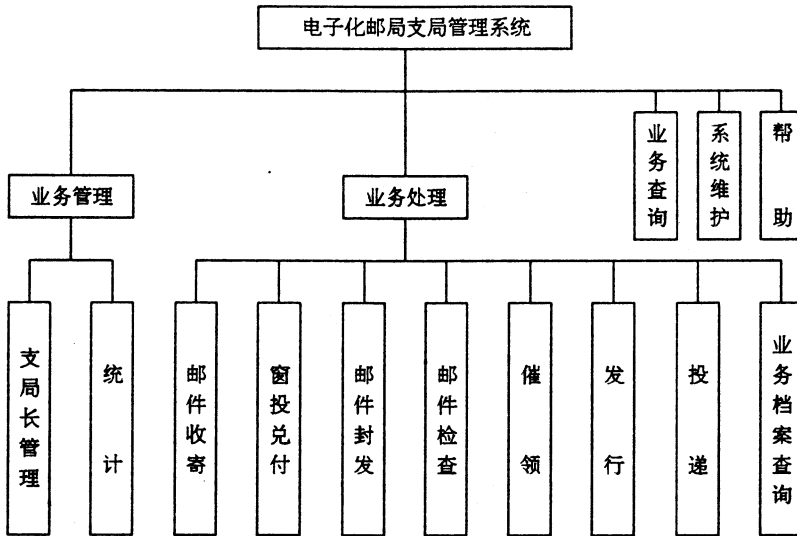 电子化邮局支局管理系统
业务查询
系统维护
帮助
业务管理
业务处理
支局长管理
统计
邮件收寄
窗投兑付
邮件封发
邮件检查
催领
发行
投递
业务档案查询